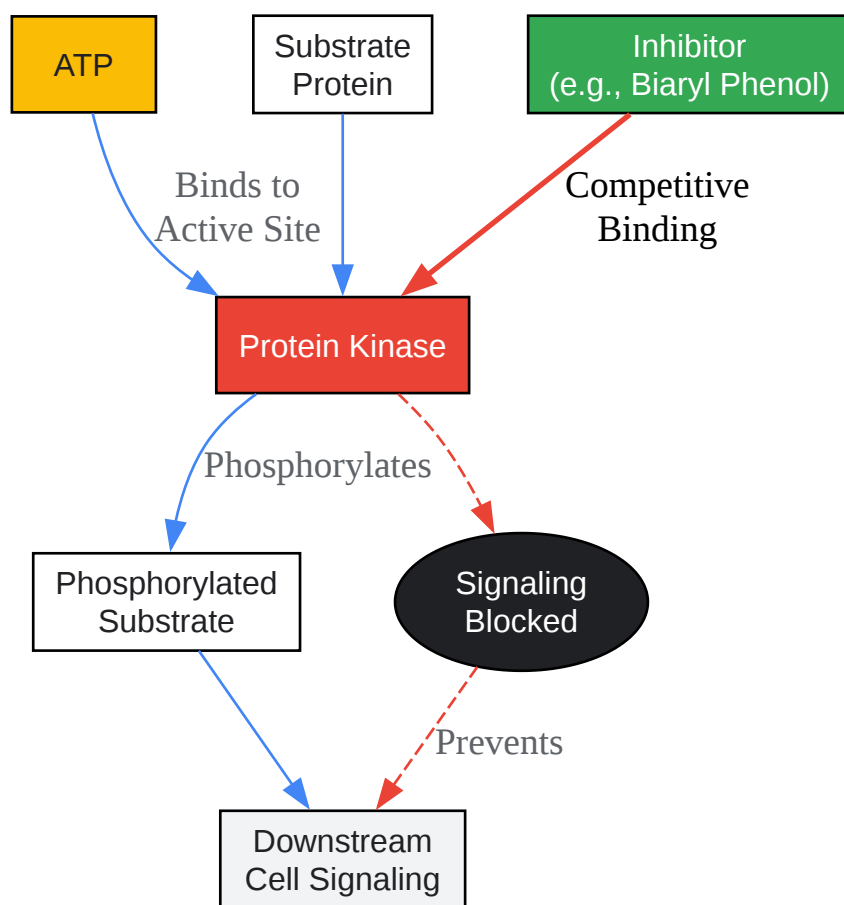 ATP
Substrate
Protein
Inhibitor
(e.g., Biaryl Phenol)
Binds to
Active Site
Competitive
Binding
Protein Kinase
Phosphorylates
Phosphorylated
Substrate
Signaling
Blocked
Prevents
Downstream
Cell Signaling